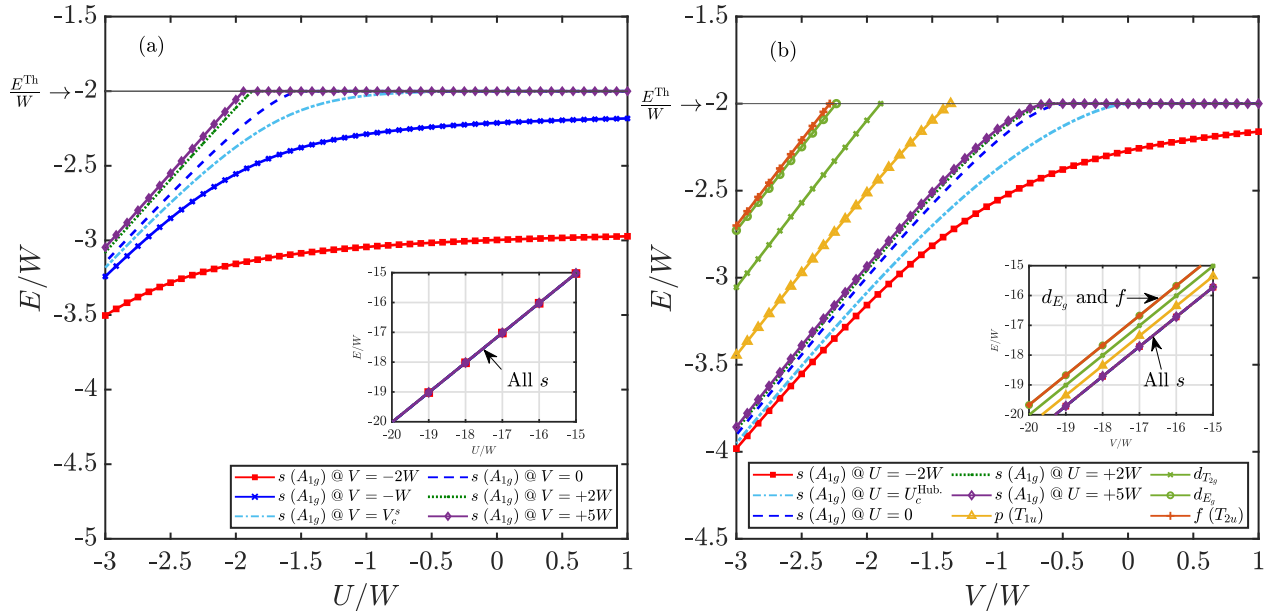 (a)
E/W
E^Th/W →
-1.5
-2
-2.5
-3
-3.5
-4
-4.5
-5
-3 -2.5 -2 -1.5 -1 -0.5 0 0.5 1
U/W
E/W
-15
-16
-17
-18
-19
-20
-20 -19 -18 -17 -16 -15
U/W
All s
s (A1g) @ V = −2W
s (A1g) @ V = −W
s (A1g) @ V = V_c^s
s (A1g) @ V = 0
s (A1g) @ V = +2W
s (A1g) @ V = +5W
(b)
E/W
E^Th/W →
-1.5
-2
-2.5
-3
-3.5
-4
-4.5
-3 -2.5 -2 -1.5 -1 -0.5 0 0.5 1
V/W
E/W
-15
-16
-17
-18
-19
-20
-20 -19 -18 -17 -16 -15
V/W
d_Eg and f
All s
s (A1g) @ U = −2W
s (A1g) @ U = U_c^Hub.
s (A1g) @ U = 0
s (A1g) @ U = +2W
s (A1g) @ U = +5W
p (T1u)
d_T2g
d_Eg
f (T2u)